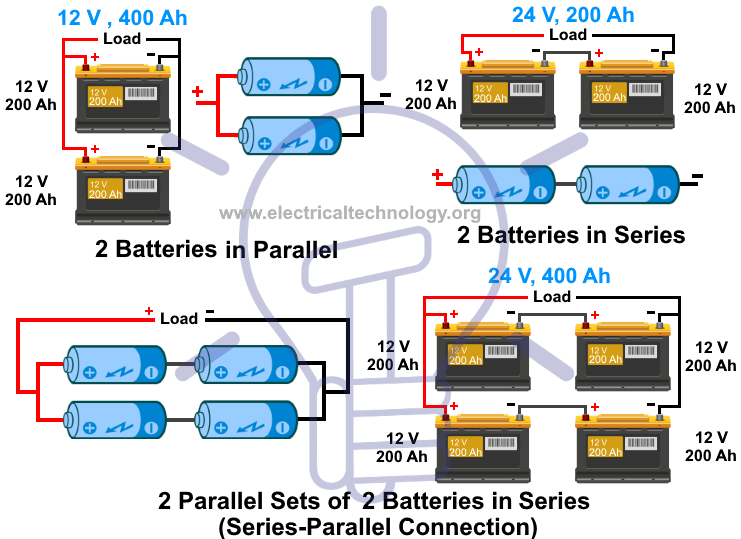 12 V , 400 Ah
Load
+ -
12 V
200 Ah
12 V
200 Ah
+
12 V
200 Ah
12 V
200 Ah
+ -
2 Batteries in Parallel
24 V, 200 Ah
Load
+ - + -
12 V
200 Ah
12 V
200 Ah
12 V
200 Ah
12 V
200 Ah
+ -
2 Batteries in Series
www.electricaltechnology.org
+ Load -
24 V, 400 Ah
Load
+ - + -
12 V
200 Ah
12 V
200 Ah
12 V
200 Ah
12 V
200 Ah
+ - + -
12 V
200 Ah
12 V
200 Ah
12 V
200 Ah
12 V
200 Ah
2 Parallel Sets of 2 Batteries in Series
(Series-Parallel Connection)